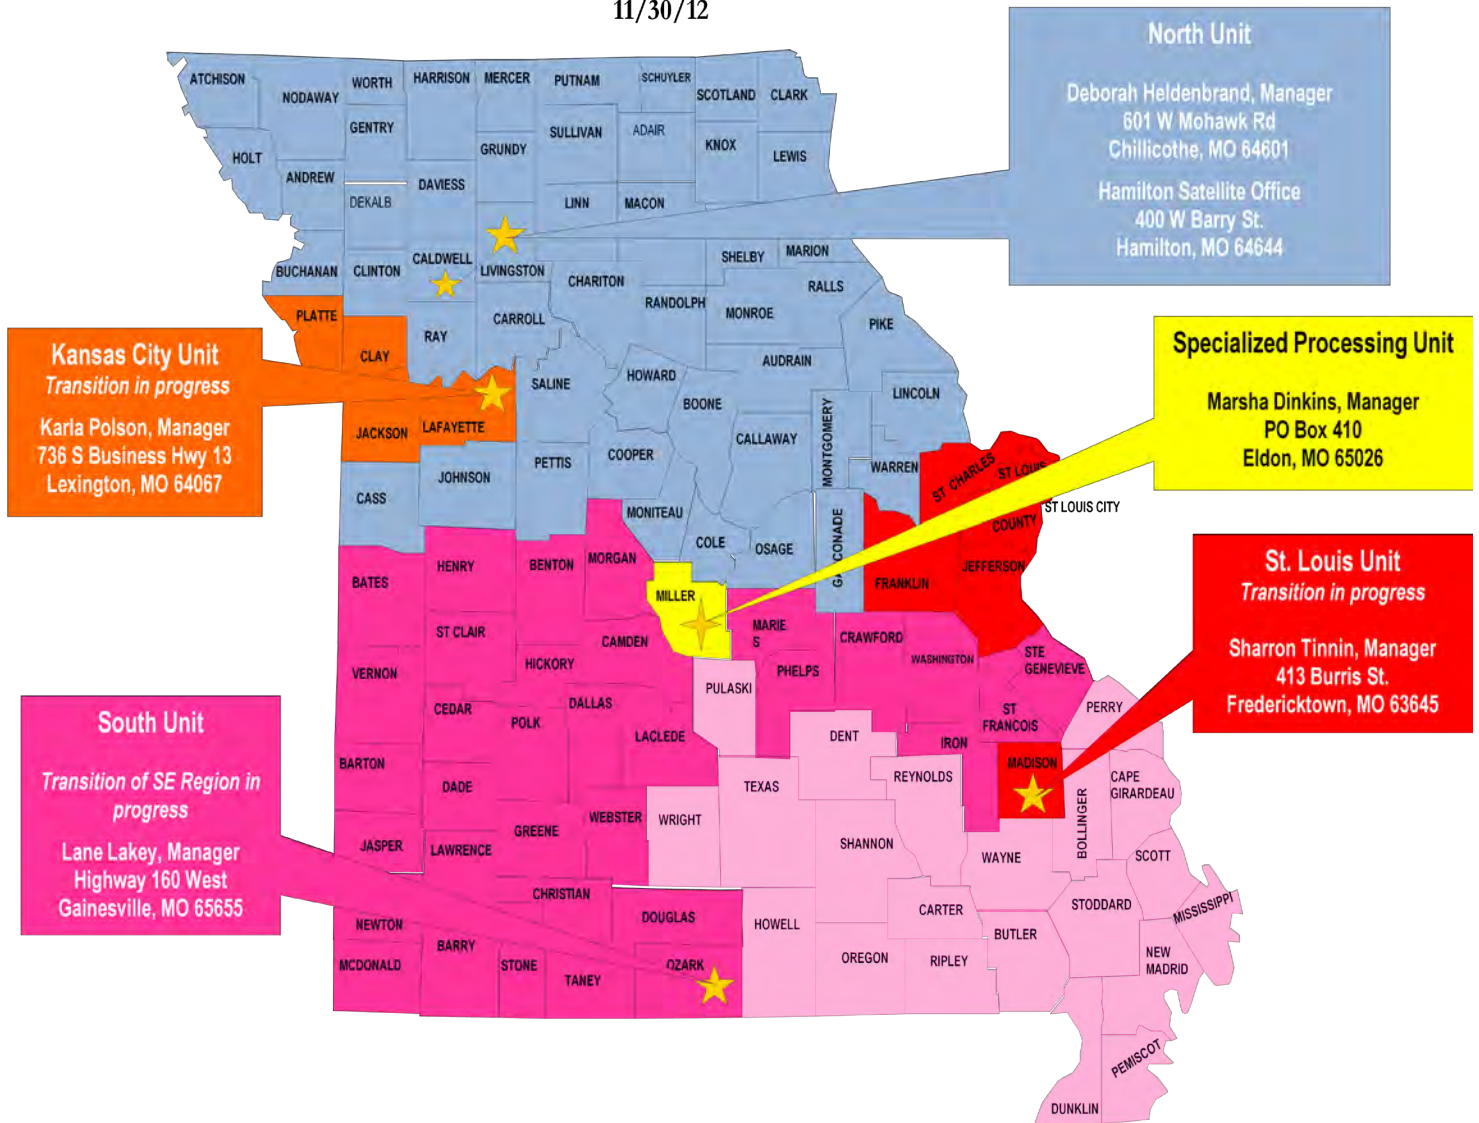 11/30/12
North Unit
Deborah Heldenbrand, Manager
601 W Mohawk Rd
Chillicothe, MO 64601
Hamilton Satellite Office
400 W Barry St.
Hamilton, MO 64644
Kansas City Unit
Transition in progress
Karla Polson, Manager
736 S Business Hwy 13
Lexington, MO 64067
Specialized Processing Unit
Marsha Dinkins, Manager
PO Box 410
Eldon, MO 65026
St. Louis Unit
Transition in progress
Sharron Tinnin, Manager
413 Burris St.
Fredericktown, MO 63645
South Unit
Transition of SE Region in
progress
Lane Lakey, Manager
Highway 160 West
Gainesville, MO 65655
ATCHISON
NODAWAY
WORTH
HARRISON
MERCER
PUTNAM
SCHUYLER
SCOTLAND
CLARK
GENTRY
SULLIVAN
ADAIR
KNOX
LEWIS
HOLT
ANDREW
DEKALB
DAVIESS
GRUNDY
LINN
MACON
BUCHANAN
CLINTON
CALDWELL
LIVINGSTON
CHARITON
SHELBY
MARION
RANDOLPH
MONROE
RALLS
PLATTE
CLAY
RAY
CARROLL
PIKE
AUDRAIN
SALINE
HOWARD
BOONE
LINCOLN
JACKSON
LAFAYETTE
CALLAWAY
MONTGOMERY
WARREN
ST CHARLES
ST LOUIS
COUNTY
ST LOUIS CITY
CASS
JOHNSON
PETTIS
COOPER
MONITEAU
COLE
OSAGE
GASCONADE
FRANKLIN
JEFFERSON
BATES
HENRY
BENTON
MORGAN
MILLER
MARIE
S
CRAWFORD
WASHINGTON
STE
GENEVIEVE
ST CLAIR
CAMDEN
HICKORY
PHELPS
PULASKI
VERNON
CEDAR
POLK
DALLAS
LACLEDE
DENT
IRON
ST
FRANCOIS
PERRY
MADISON
BARTON
DADE
GREENE
WEBSTER
WRIGHT
TEXAS
REYNOLDS
SHANNON
WAYNE
BOLLINGER
CAPE
GIRARDEAU
SCOTT
JASPER
LAWRENCE
CHRISTIAN
DOUGLAS
HOWELL
CARTER
BUTLER
STODDARD
MISSISSIPPI
NEWTON
MCDONALD
BARRY
STONE
TANEY
OZARK
OREGON
RIPLEY
NEW
MADRID
PEMISCOT
DUNKLIN